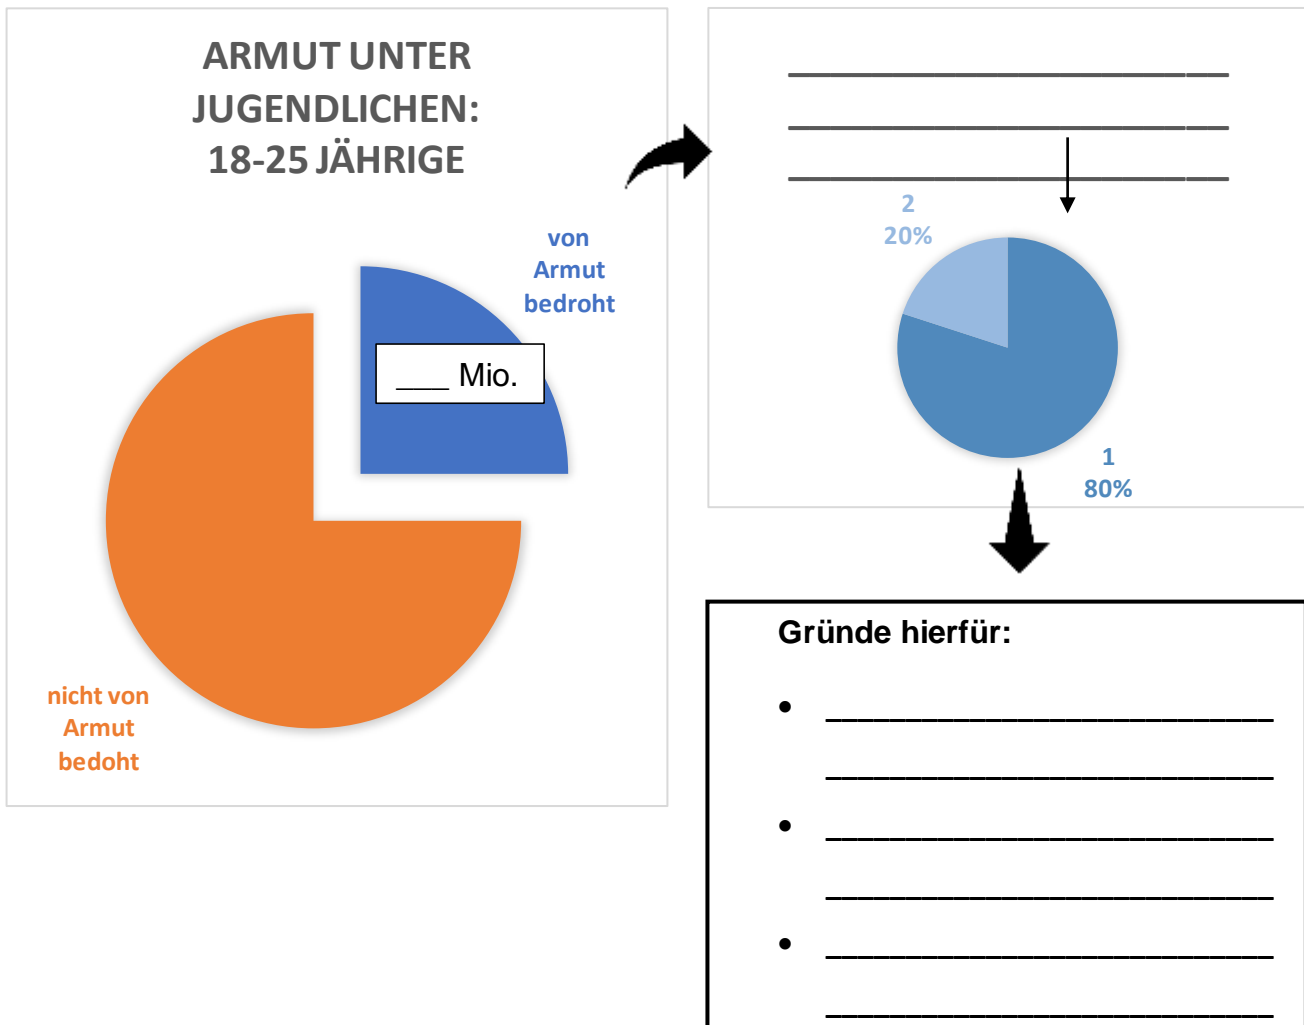 ARMUT UNTER
JUGENDLICHEN:
18-25 JÄHRIGE
von
Armut
bedroht
___ Mio.
nicht von
Armut
bedoht
2
20%
1
80%
Gründe hierfür: